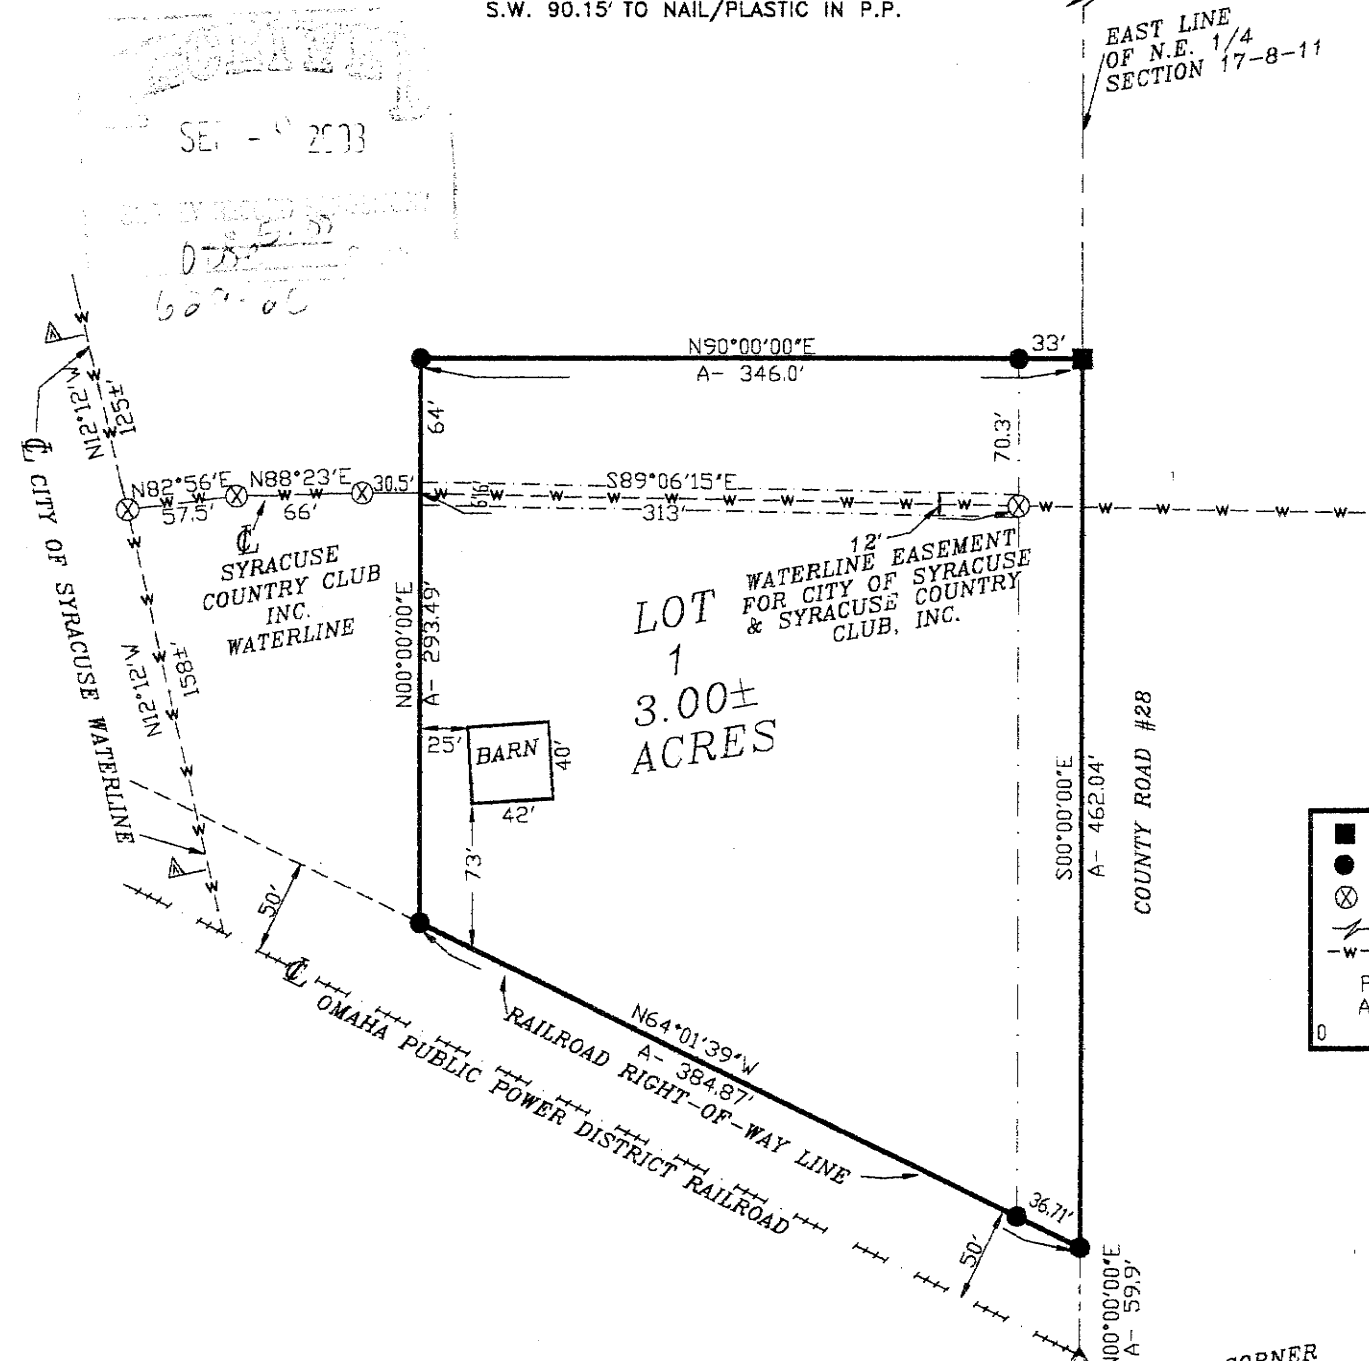 S.W. 90.15' TO NAIL/PLASTIC IN P.P.
EAST LINE
OF N.E. 1/4
SECTION 17-8-11
N90°00'00"E
A- 346.0'
33'
64'
70.3'
N12°12'W
125±'
N82°56'E
57.5'
N88°23'E
66'
30.5'
S89°06'15"E
313'
6'6'
12'
WATERLINE EASEMENT
FOR CITY OF SYRACUSE
& SYRACUSE COUNTRY
CLUB, INC.
℄
SYRACUSE
COUNTRY CLUB
INC.
WATERLINE
℄ CITY OF SYRACUSE WATERLINE
N12°12'W
158±'
N00°00'00"E
A- 293.49'
LOT
1
3.00±
ACRES
25'
BARN
40'
42'
73'
S00°00'00"E
A- 462.04'
COUNTY ROAD #28
50'
℄ OMAHA PUBLIC POWER DISTRICT RAILROAD
N64°01'39"W
A- 384.87'
RAILROAD RIGHT-OF-WAY LINE
36.71'
50'
N00°00'00"E
A- 59.9'
CORNER
W
P
A
0